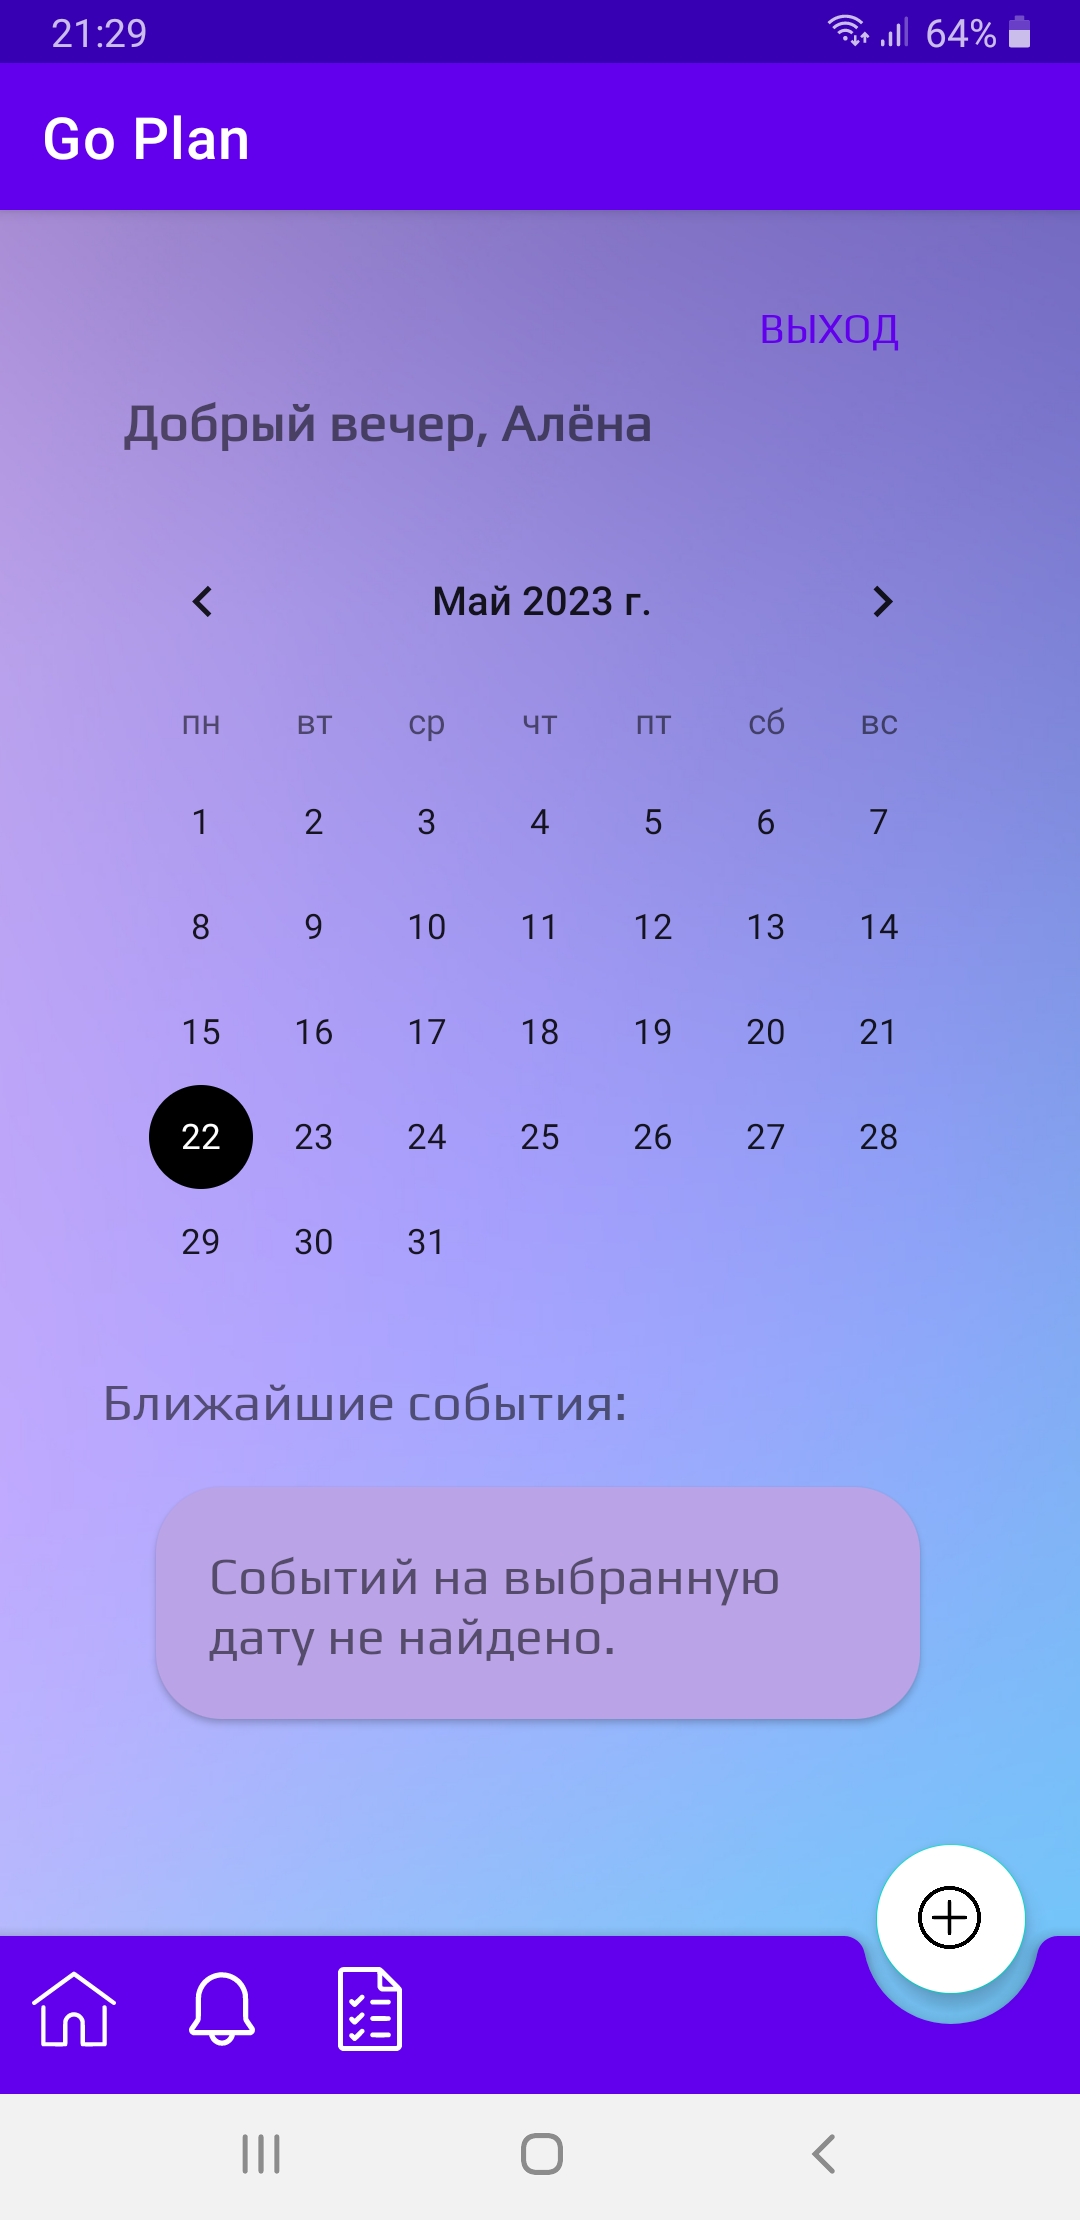 21:29 64%
Go Plan
ВЫХОД
Добрый вечер, Алёна
Май 2023 г.
пн вт ср чт пт сб вс
1 2 3 4 5 6 7
8 9 10 11 12 13 14
15 16 17 18 19 20 21
22 23 24 25 26 27 28
29 30 31
Ближайшие события:
Событий на выбранную
дату не найдено.